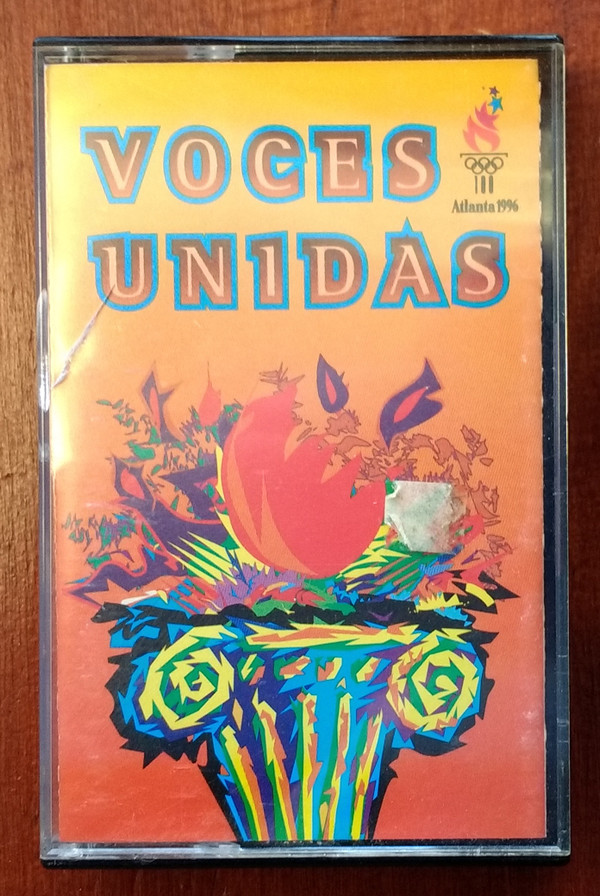 VOCES
UNIDAS
Atlanta 1996